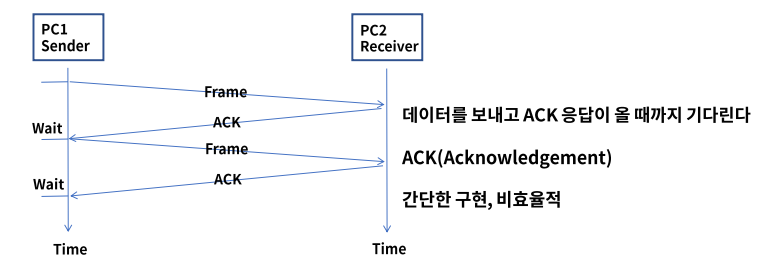 PC1
Sender
PC2
Receiver
Frame
데이터를 보내고 ACK 응답이 올 때까지 기다린다
ACK
Wait
Frame
ACK(Acknowledgement)
ACK
Wait
간단한 구현, 비효율적
Time
Time